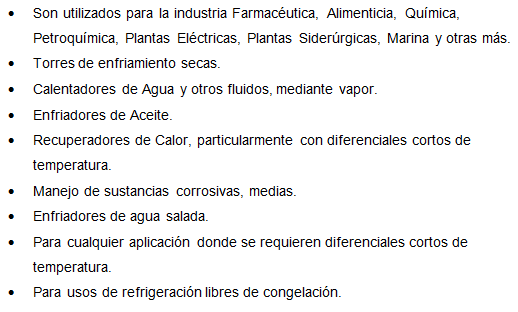 • Son utilizados para la industria Farmacéutica, Alimenticia, Química,
Petroquímica, Plantas Eléctricas, Plantas Siderúrgicas, Marina y otras más.
• Torres de enfriamiento secas.
• Calentadores de Agua y otros fluidos, mediante vapor.
• Enfriadores de Aceite.
• Recuperadores de Calor, particularmente con diferenciales cortos de
temperatura.
• Manejo de sustancias corrosivas, medias.
• Enfriadores de agua salada.
• Para cualquier aplicación donde se requieren diferenciales cortos de
temperatura.
• Para usos de refrigeración libres de congelación.